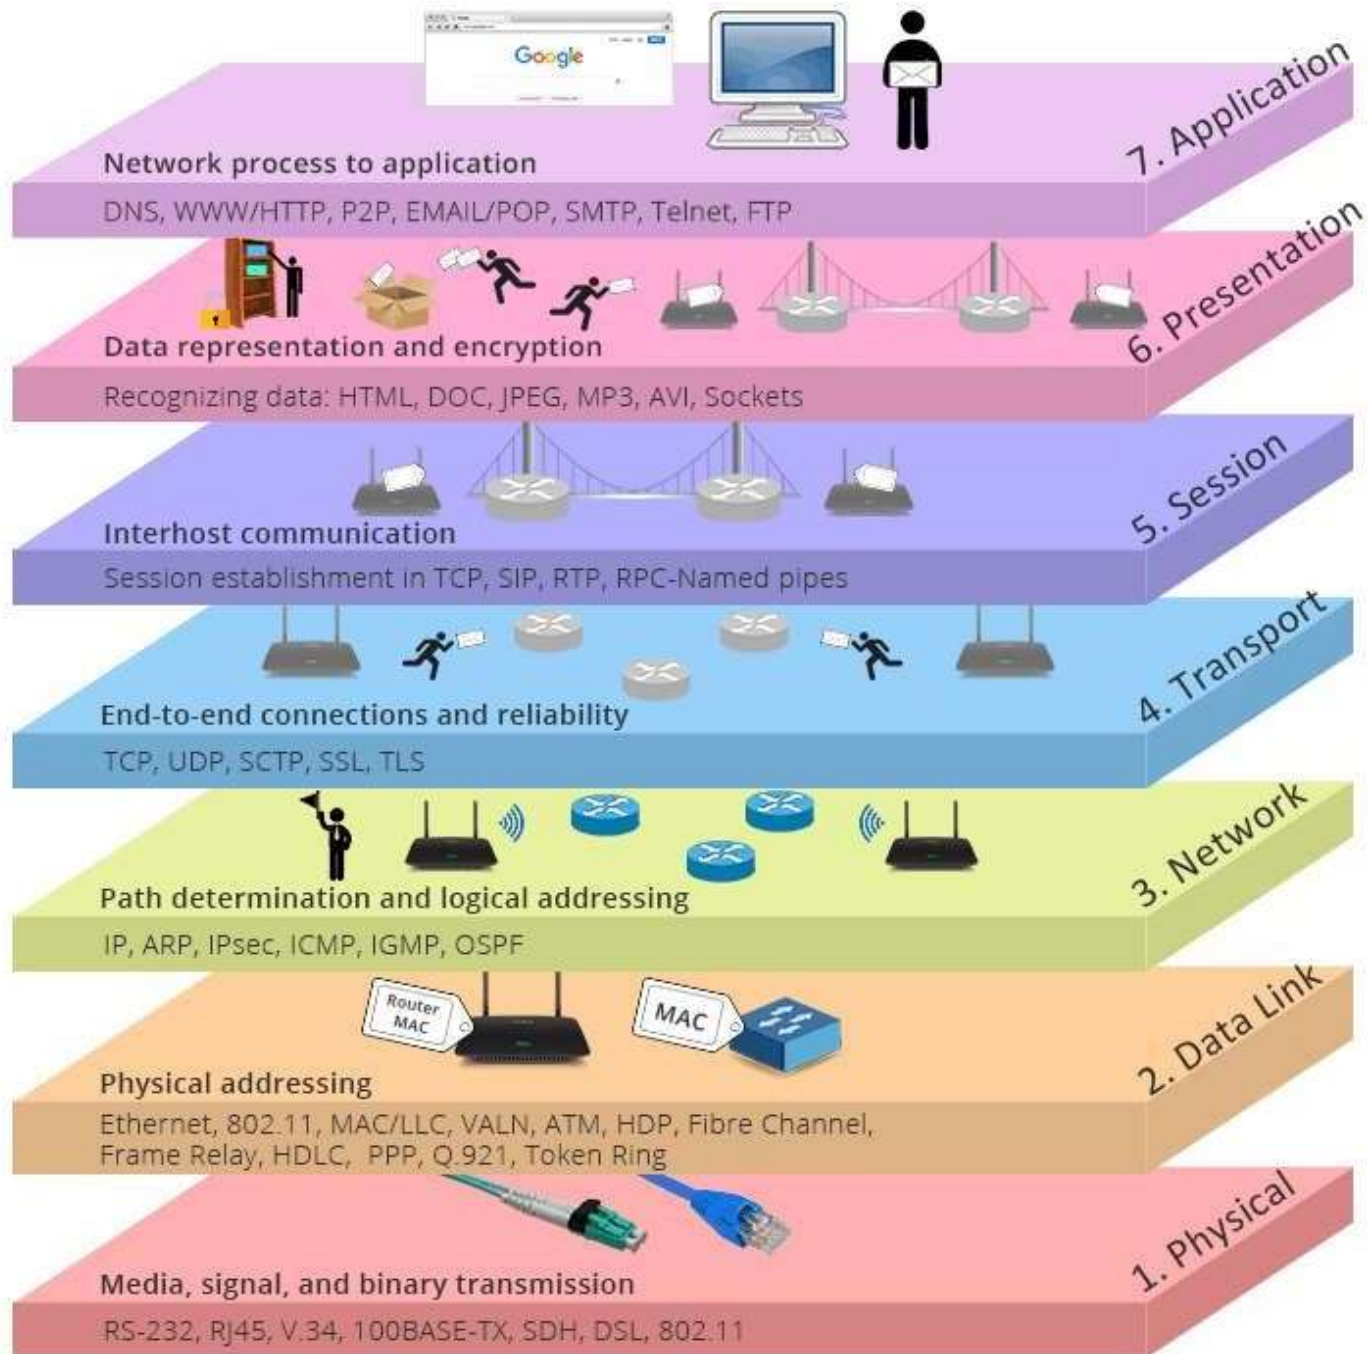 Google
7. Application
Network process to application
DNS, WWW/HTTP, P2P, EMAIL/POP, SMTP, Telnet, FTP
6. Presentation
Data representation and encryption
Recognizing data: HTML, DOC, JPEG, MP3, AVI, Sockets
5. Session
Interhost communication
Session establishment in TCP, SIP, RTP, RPC-Named pipes
4. Transport
End-to-end connections and reliability
TCP, UDP, SCTP, SSL, TLS
3. Network
Path determination and logical addressing
IP, ARP, IPsec, ICMP, IGMP, OSPF
2. Data Link
Router
MAC
MAC
Physical addressing
Ethernet, 802.11, MAC/LLC, VALN, ATM, HDP, Fibre Channel,
Frame Relay, HDLC, PPP, Q.921, Token Ring
1. Physical
Media, signal, and binary transmission
RS-232, RJ45, V.34, 100BASE-TX, SDH, DSL, 802.11